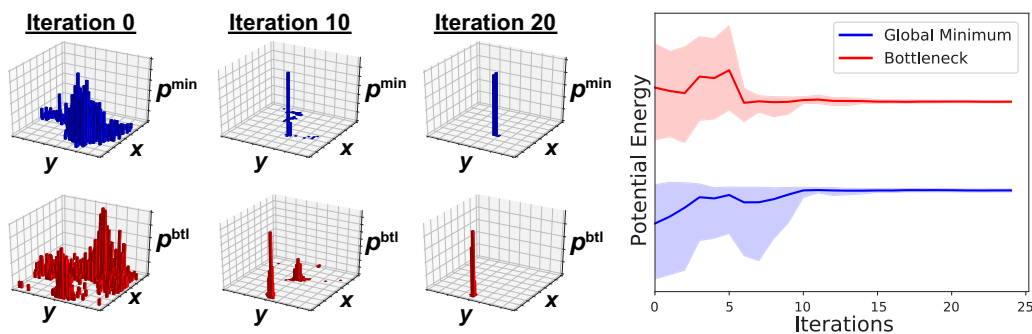 Iteration 0
Iteration 10
Iteration 20
p^min
y
x
p^min
y
x
p^min
y
x
p^btl
y
x
p^btl
y
x
p^btl
y
x
Global Minimum
Bottleneck
Potential Energy
0
5
10
15
20
25
Iterations